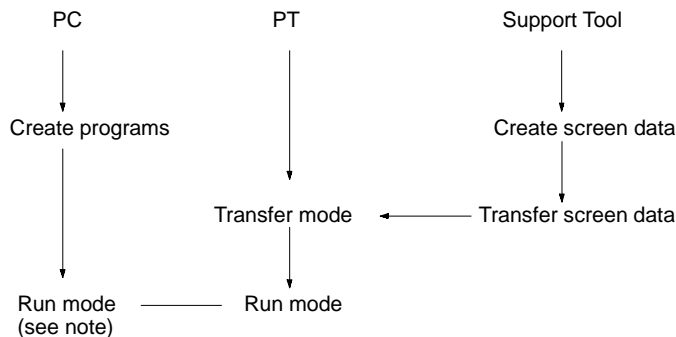 PC
PT
Support Tool
Create programs
Create screen data
Transfer mode
Transfer screen data
Run mode
(see note)
Run mode